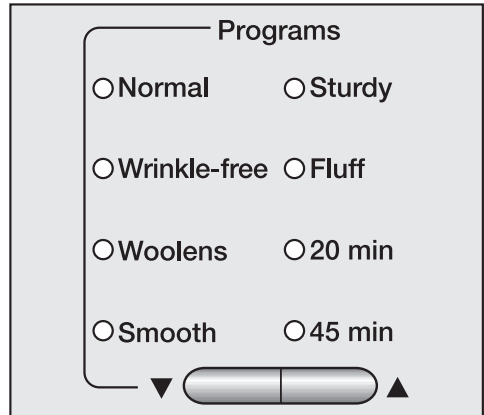 Programs
Normal
Sturdy
Wrinkle-free
Fluff
Woolens
20 min
Smooth
45 min